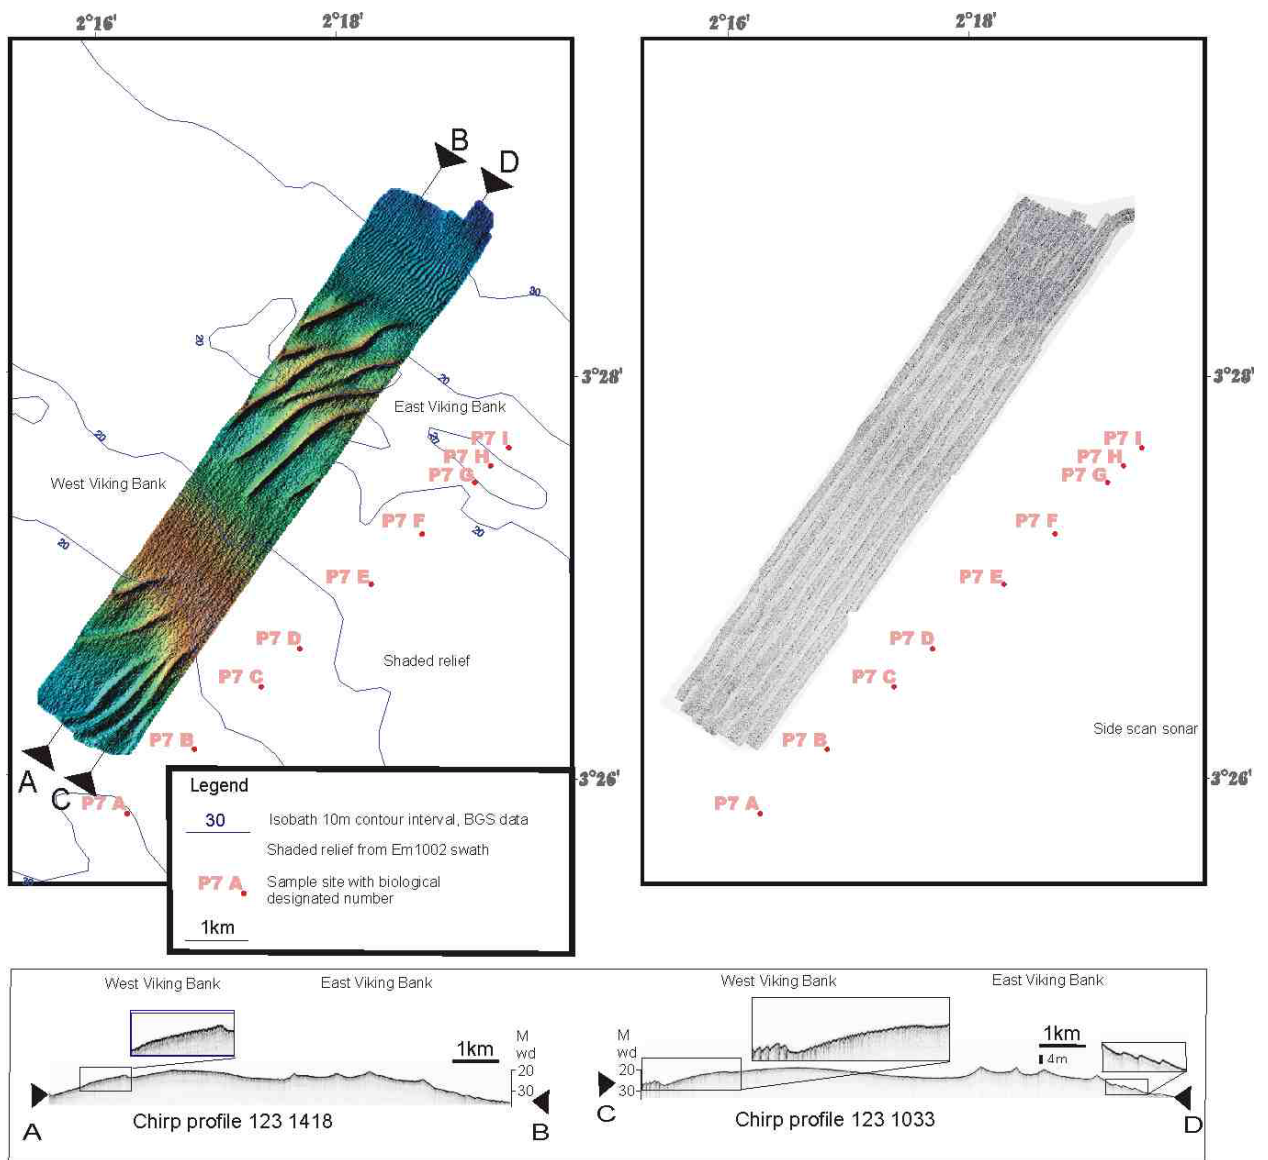 2°16'
2°18'
2°16'
2°18'
B
D
30
20
20
3°28'
3°28'
East Viking Bank
20
20
P7 I
P7 H
P7 G
P7 I
P7 H
P7 G
West Viking Bank
20
20
P7 F
P7 F
P7 E
P7 E
P7 D
P7 D
Shaded relief
P7 C
P7 C
P7 B
P7 B
Side scan sonar
A
C
P7 A
P7 A
3°26'
3°26'
Legend
30 Isobath 10m contour interval, BGS data
Shaded relief from Em1002 swath
P7 A Sample site with biological
designated number
1km
West Viking Bank
East Viking Bank
M
wd
20
30
1km
A
B
Chirp profile 123 1418
West Viking Bank
East Viking Bank
M
wd
20
30
1km
4m
C
D
Chirp profile 123 1033